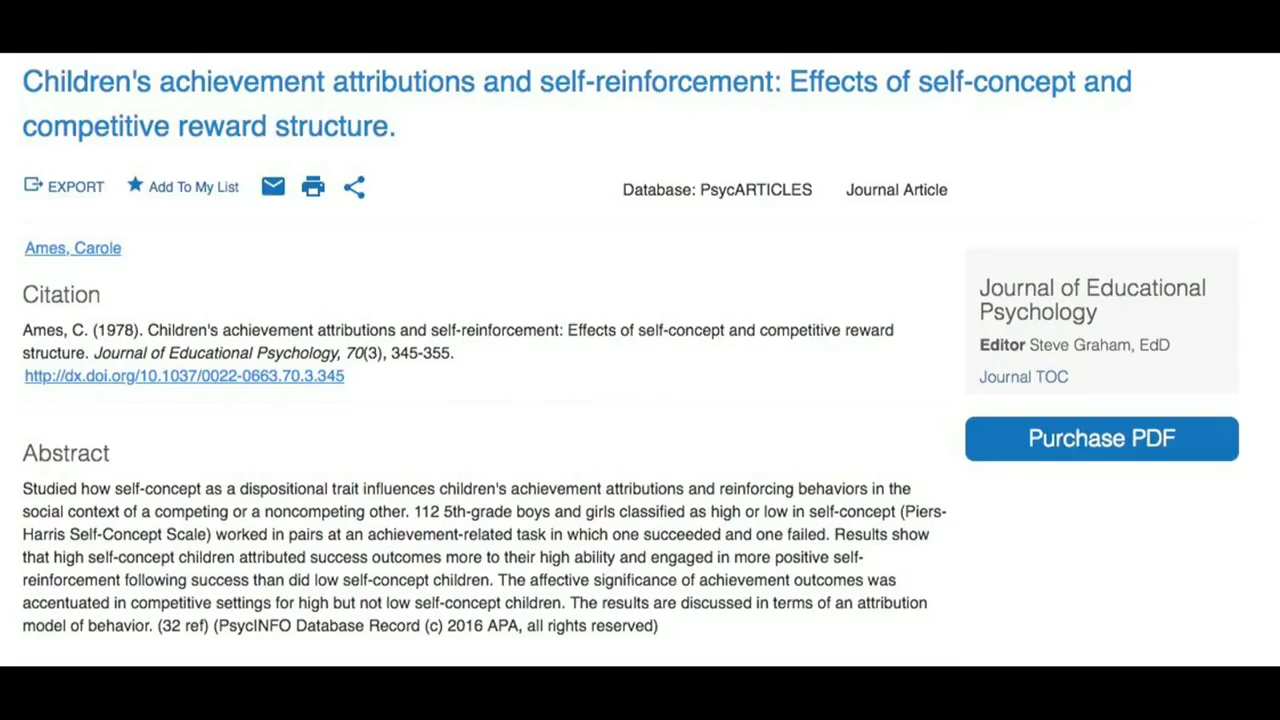 Children's achievement attributions and self-reinforcement: Effects of self-concept and
competitive reward structure.
EXPORT Add To My List Database: PsycARTICLES Journal Article
Ames, Carole
Citation
Ames, C. (1978). Children's achievement attributions and self-reinforcement: Effects of self-concept and competitive reward
structure. Journal of Educational Psychology, 70(3), 345-355.
http://dx.doi.org/10.1037/0022-0663.70.3.345
Journal of Educational
Psychology
Editor Steve Graham, EdD
Journal TOC
Purchase PDF
Abstract
Studied how self-concept as a dispositional trait influences children's achievement attributions and reinforcing behaviors in the
social context of a competing or a noncompeting other. 112 5th-grade boys and girls classified as high or low in self-concept (Piers-
Harris Self-Concept Scale) worked in pairs at an achievement-related task in which one succeeded and one failed. Results show
that high self-concept children attributed success outcomes more to their high ability and engaged in more positive self-
reinforcement following success than did low self-concept children. The affective significance of achievement outcomes was
accentuated in competitive settings for high but not low self-concept children. The results are discussed in terms of an attribution
model of behavior. (32 ref) (PsycINFO Database Record (c) 2016 APA, all rights reserved)